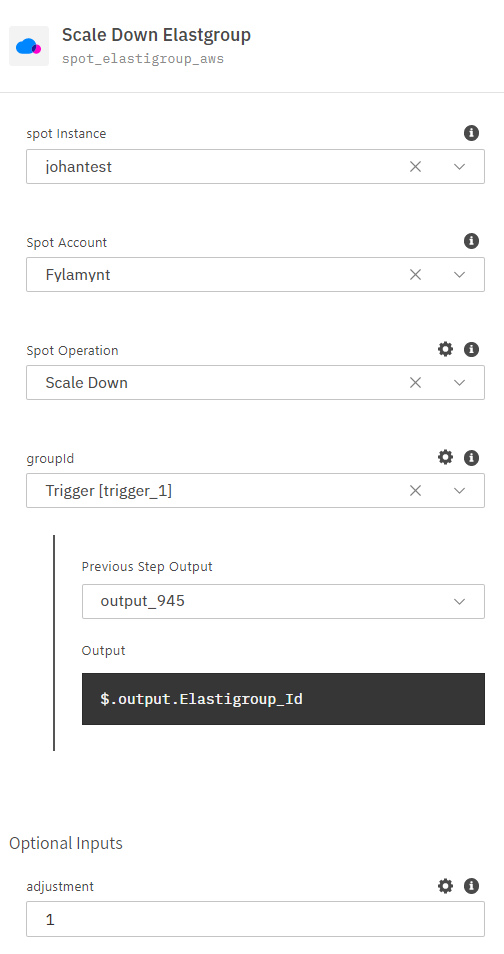 Scale Down Elastgroup
spot_elastigroup_aws
spot Instance
johantest
Spot Account
Fylamynt
Spot Operation
Scale Down
groupId
Trigger [trigger_1]
Previous Step Output
output_945
Output
$.output.Elastigroup_Id
Optional Inputs
adjustment
1